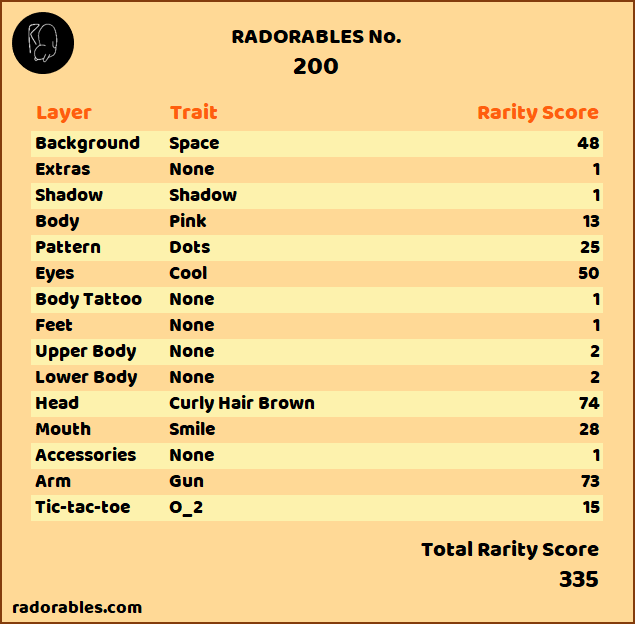 RADORABLES No.
200
Layer Trait Rarity Score
Background Space 48
Extras None 1
Shadow Shadow 1
Body Pink 13
Pattern Dots 25
Eyes Cool 50
Body Tattoo None 1
Feet None 1
Upper Body None 2
Lower Body None 2
Head Curly Hair Brown 74
Mouth Smile 28
Accessories None 1
Arm Gun 73
Tic-tac-toe O_2 15
Total Rarity Score
335
radorables.com